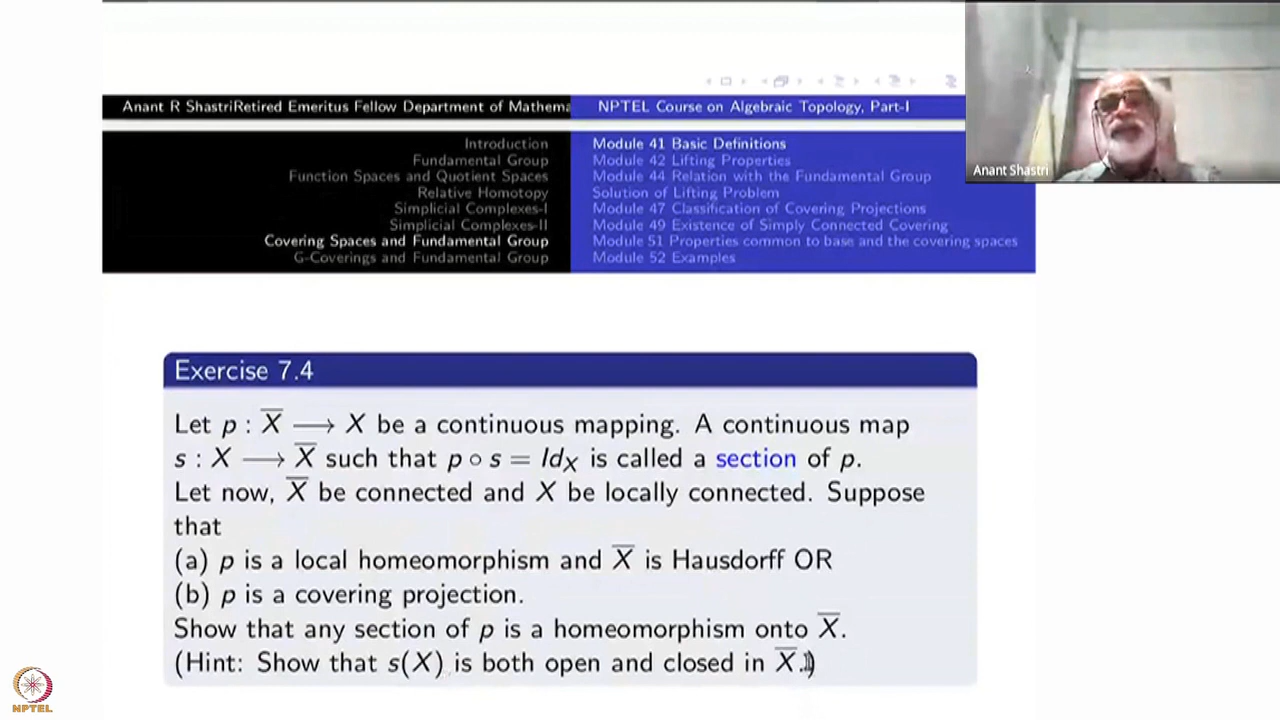 Anant R ShastriRetired Emeritus Fellow Department of Mathema
NPTEL Course on Algebraic Topology, Part-I
Introduction
Fundamental Group
Function Spaces and Quotient Spaces
Relative Homotopy
Simplicial Complexes-I
Simplicial Complexes-II
Covering Spaces and Fundamental Group
G-Coverings and Fundamental Group
Module 41 Basic Definitions
Module 42 Lifting Properties
Module 44 Relation with the Fundamental Group
Solution of Lifting Problem
Module 47 Classification of Covering Projections
Module 49 Existence of Simply Connected Covering
Module 51 Properties common to base and the covering spaces
Module 52 Examples
Anant Shastri
Exercise 7.4
Let p : X̅ ⟶ X be a continuous mapping. A continuous map
s : X ⟶ X̅ such that p ∘ s = Id_X is called a section of p.
Let now, X̅ be connected and X be locally connected. Suppose
that
(a) p is a local homeomorphism and X̅ is Hausdorff OR
(b) p is a covering projection.
Show that any section of p is a homeomorphism onto X̅.
(Hint: Show that s(X) is both open and closed in X̅.)
NPTEL